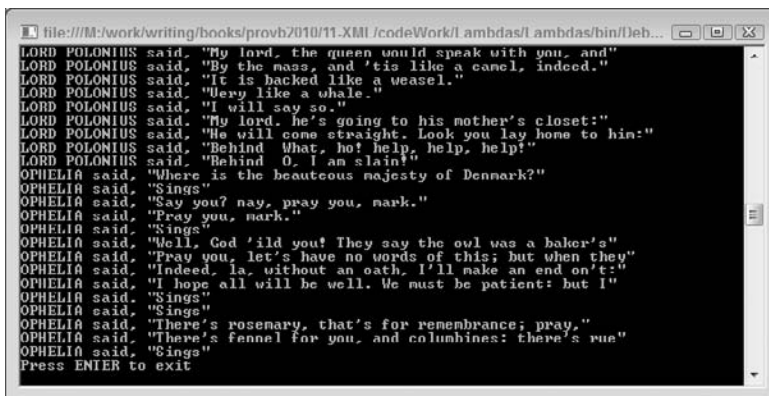 file:///M:/work/writing/books/provb2010/11-XML/codeWork/Lambdas/Lambdas/bin/Deb...
LORD POLONIUS said, "My lord, the queen would speak with you, and"
LORD POLONIUS said, "By the mass, and 'tis like a camel, indeed."
LORD POLONIUS said, "It is backed like a weasel."
LORD POLONIUS said, "Very like a whale."
LORD POLONIUS said, "I will say so."
LORD POLONIUS said, "My lord, he's going to his mother's closet:"
LORD POLONIUS said, "He will come straight. Look you lay home to him:"
LORD POLONIUS said, "Behind  What, ho! help, help, help!"
LORD POLONIUS said, "Behind  O, I am slain!"
OPHELIA said, "Where is the beauteous majesty of Denmark?"
OPHELIA said, "Sings"
OPHELIA said, "Say you? nay, pray you, mark."
OPHELIA said, "Pray you, mark."
OPHELIA said, "Sings"
OPHELIA said, "Well, God 'ild you! They say the owl was a baker's"
OPHELIA said, "Pray you, let's have no words of this; but when they"
OPHELIA said, "Indeed, la, without an oath, I'll make an end on't:"
OPHELIA said, "I hope all will be well. We must be patient: but I"
OPHELIA said, "Sings"
OPHELIA said, "Sings"
OPHELIA said, "There's rosemary, that's for remembrance; pray,"
OPHELIA said, "There's fennel for you, and columbines: there's rue"
OPHELIA said, "Sings"
Press ENTER to exit